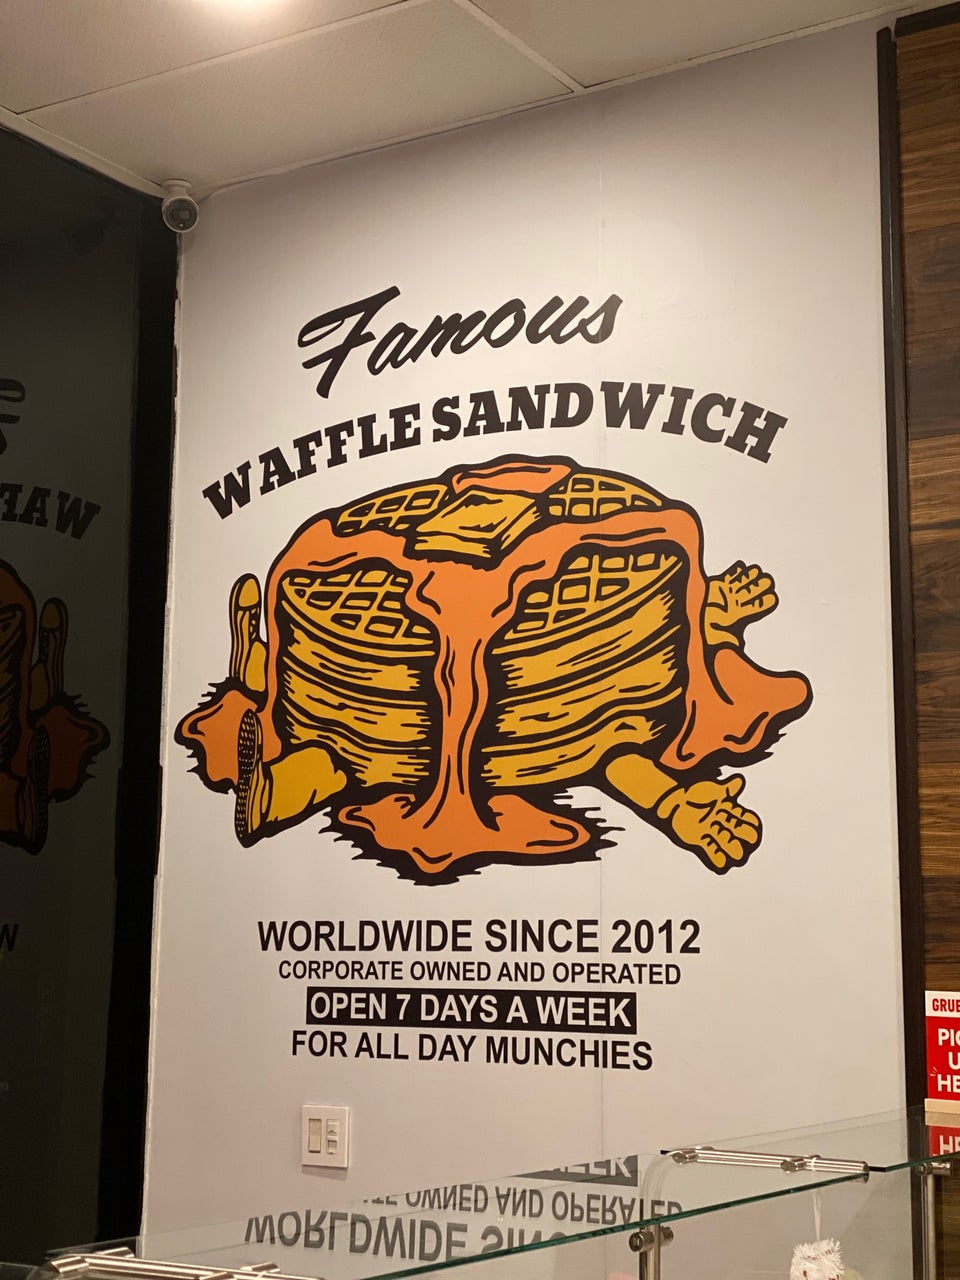 Famous
WAFFLE SANDWICH
WORLDWIDE SINCE 2012
CORPORATE OWNED AND OPERATED
OPEN 7 DAYS A WEEK
FOR ALL DAY MUNCHIES